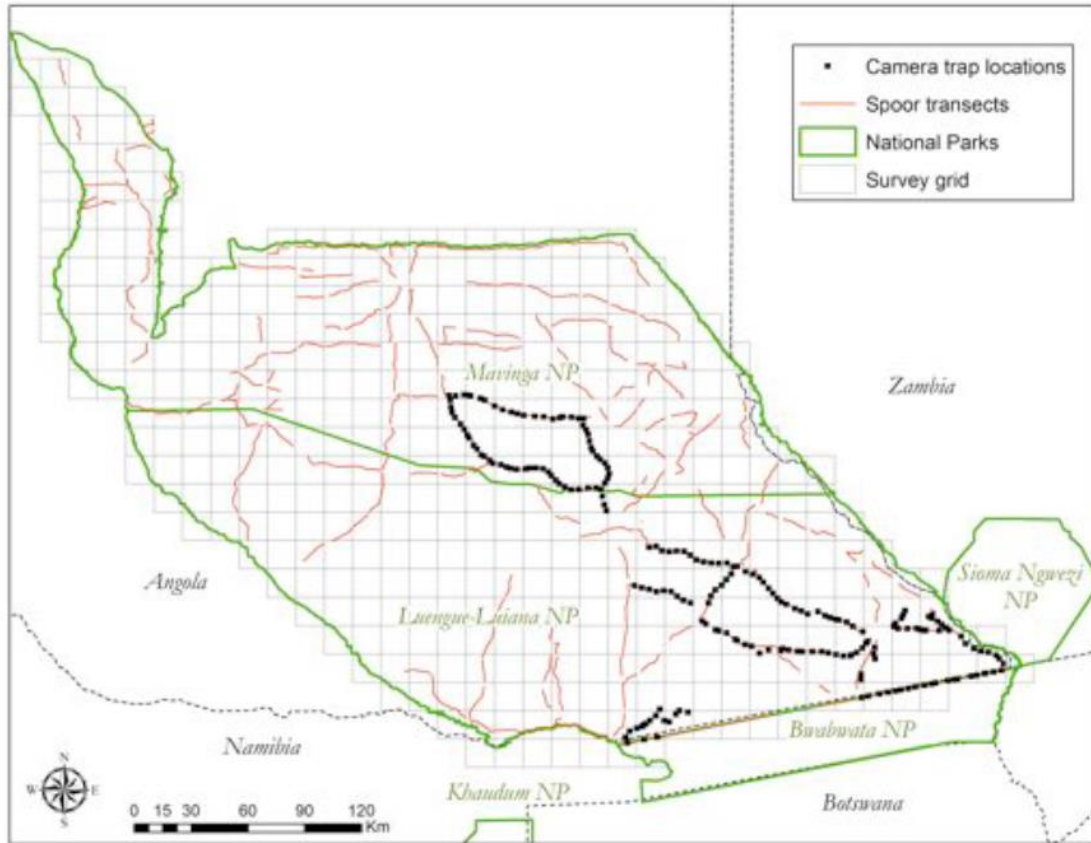 Camera trap locations
Spoor transects
National Parks
Survey grid
Mavinga NP
Zambia
Sioma Ngwezi
NP
Angola
Luengue-Luiana NP
Bwabwata NP
Namibia
Khaudum NP
Botswana
N
W
E
S
0 15 30 60 90 120
Km